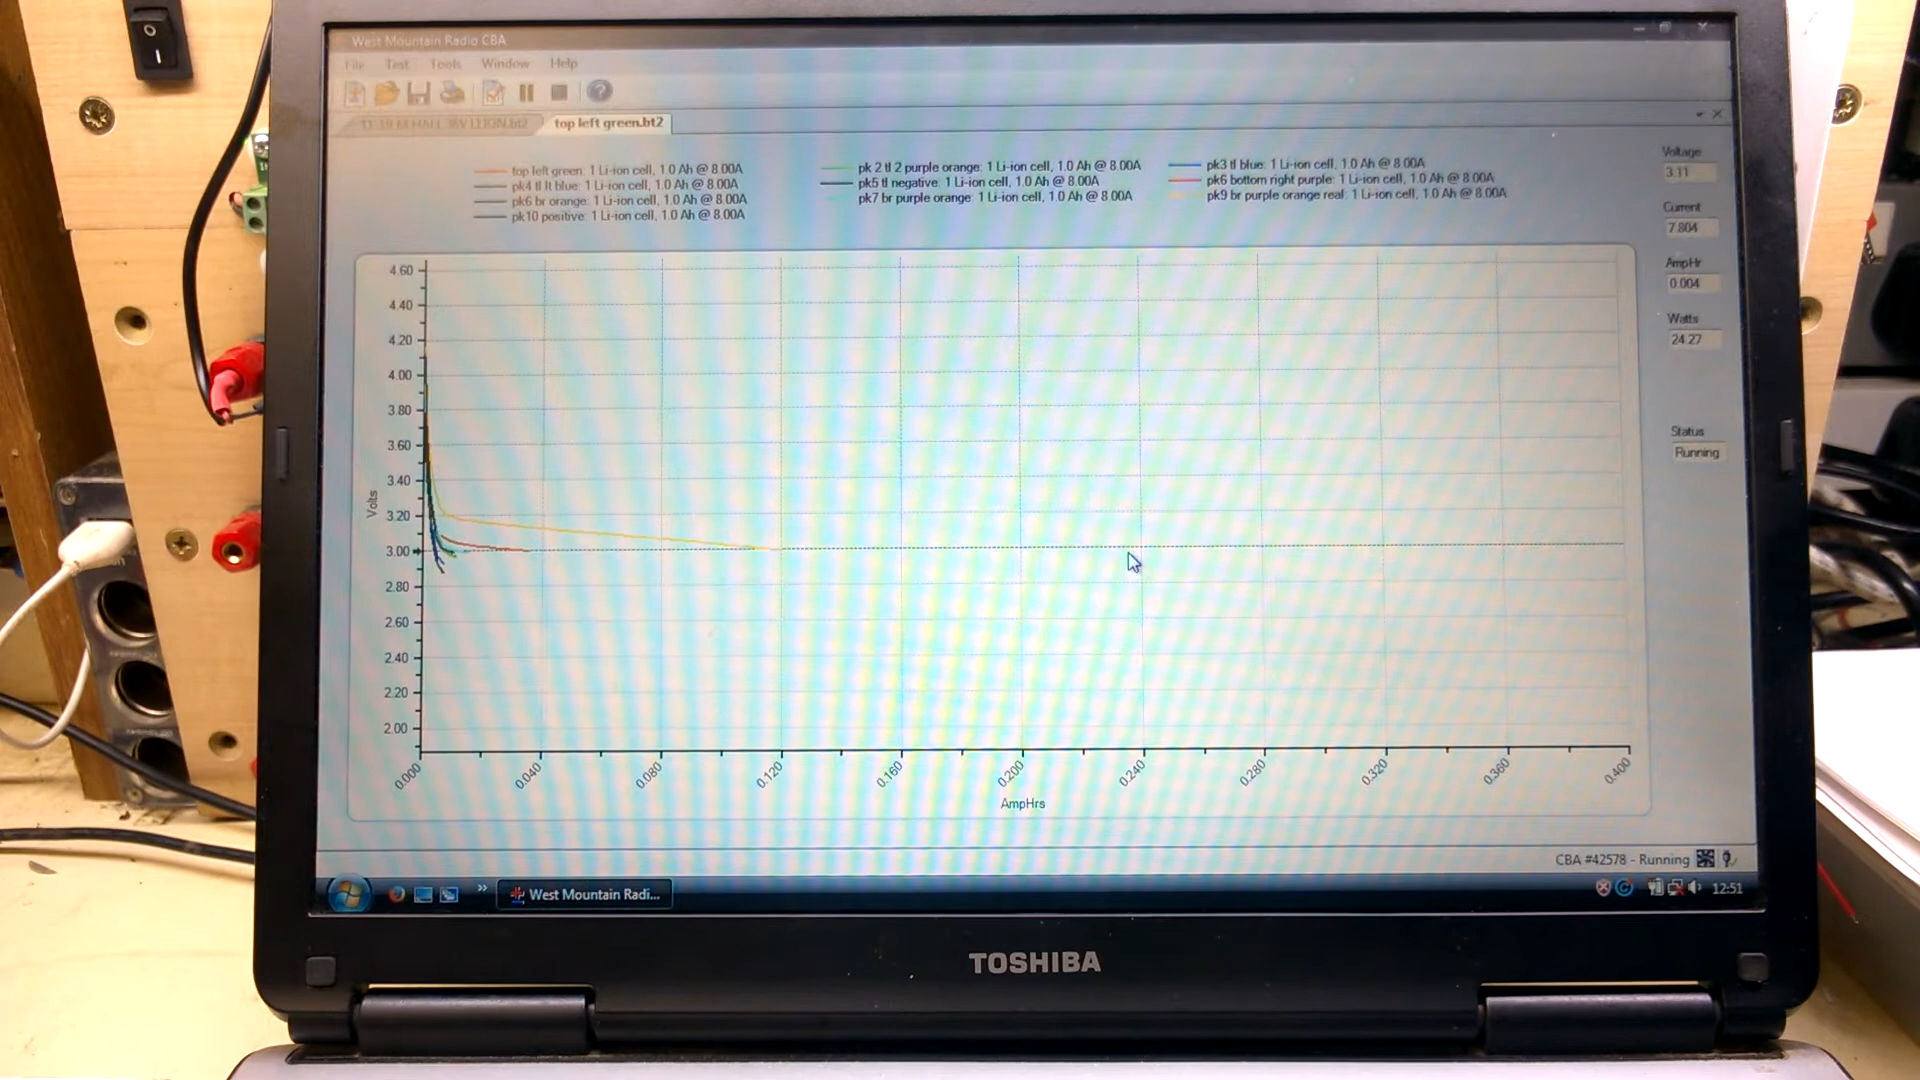 West Mountain Radio CBA
File Test Tools Window Help
top left green.bt2
top left green: 1 Li-ion cell, 1.0 Ah @ 8.00A
pk 2 tl 2 purple orange: 1 Li-ion cell, 1.0 Ah @ 8.00A
pk3 tl blue: 1 Li-ion cell, 1.0 Ah @ 8.00A
pk4 tl lt blue: 1 Li-ion cell, 1.0 Ah @ 8.00A
pk5 tl negative: 1 Li-ion cell, 1.0 Ah @ 8.00A
pk6 bottom right purple: 1 Li-ion cell, 1.0 Ah @ 8.00A
pk6 br orange: 1 Li-ion cell, 1.0 Ah @ 8.00A
pk7 br purple orange: 1 Li-ion cell, 1.0 Ah @ 8.00A
pk9 br purple orange real: 1 Li-ion cell, 1.0 Ah @ 8.00A
pk10 positive: 1 Li-ion cell, 1.0 Ah @ 8.00A
Voltage
3.11
Current
7.804
AmpHr
0.004
Watts
24.27
Status
Running
4.60
4.40
4.20
4.00
3.80
3.60
3.40
3.20
3.00
2.80
2.60
2.40
2.20
2.00
Volts
0.000 0.040 0.080 0.120 0.160 0.200 0.240 0.280 0.320 0.360 0.400
AmpHrs
CBA #42578 - Running
West Mountain Radi...
12:51
TOSHIBA